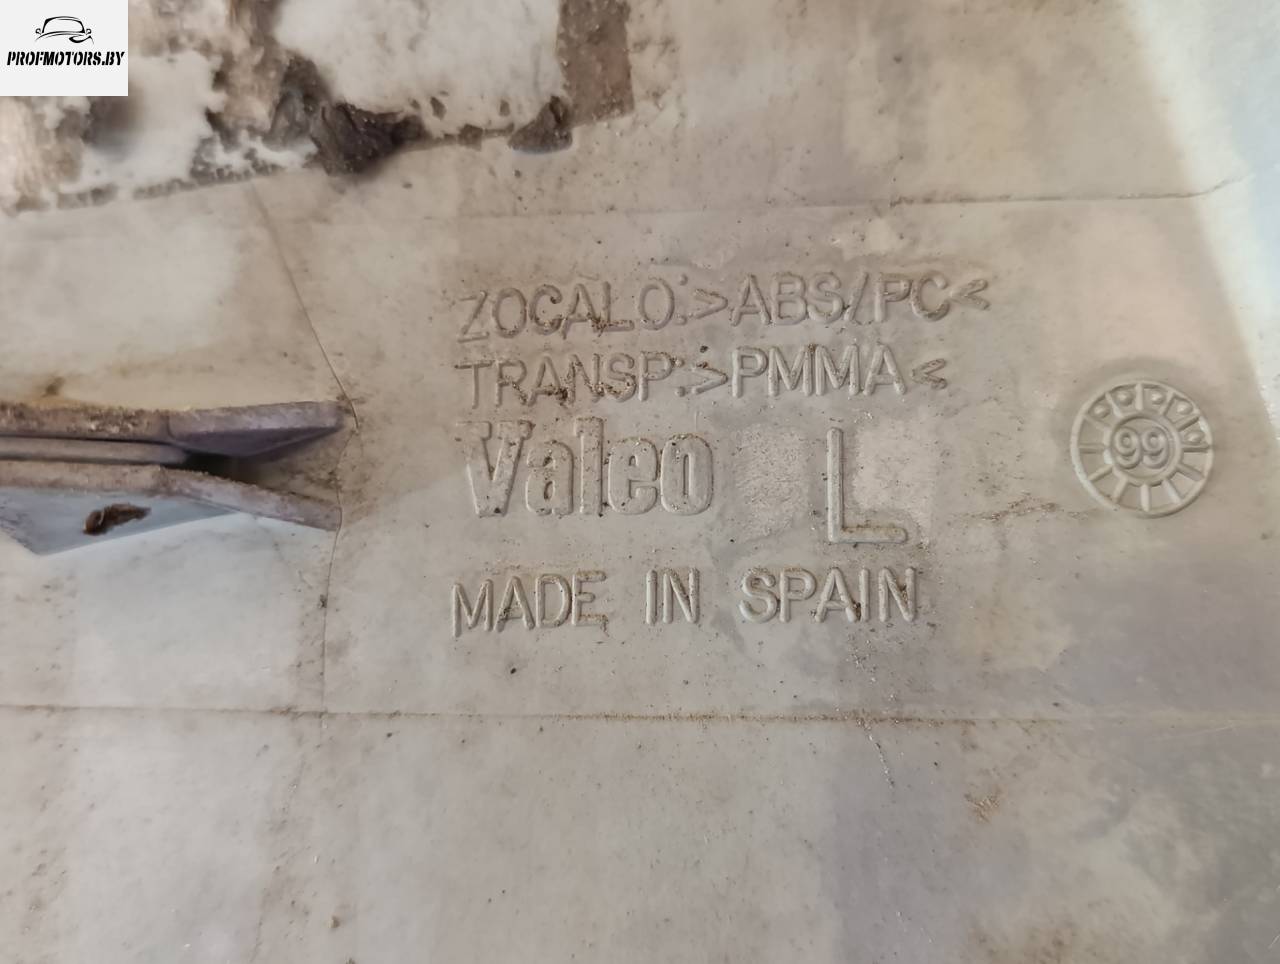 PROFMOTORS.BY
ZOCALO:>ABS/PC<
TRANSP:>PMMA<
Valeo L
MADE IN SPAIN
99